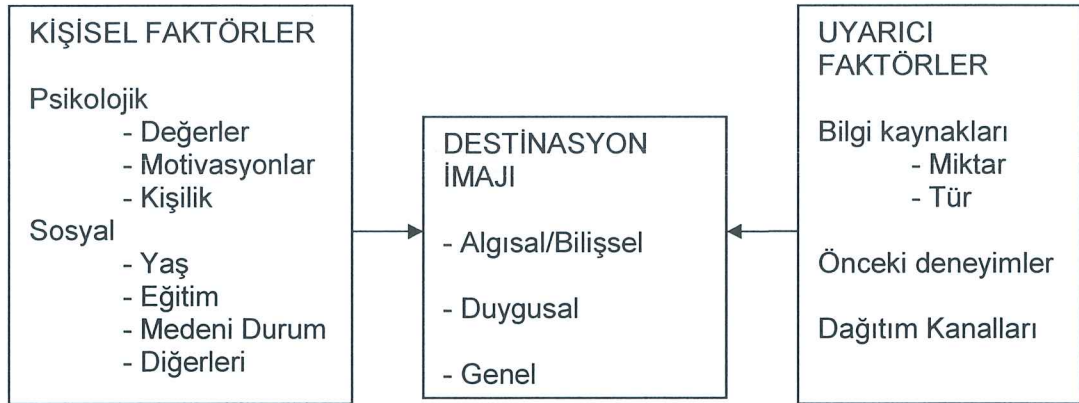 KİŞİSEL FAKTÖRLER
Psikolojik
- Değerler
- Motivasyonlar
- Kişilik
Sosyal
- Yaş
- Eğitim
- Medeni Durum
- Diğerleri
DESTİNASYON
İMAJI
- Algısal/Bilişsel
- Duygusal
- Genel
UYARICI
FAKTÖRLER
Bilgi kaynakları
- Miktar
- Tür
Önceki deneyimler
Dağıtım Kanalları